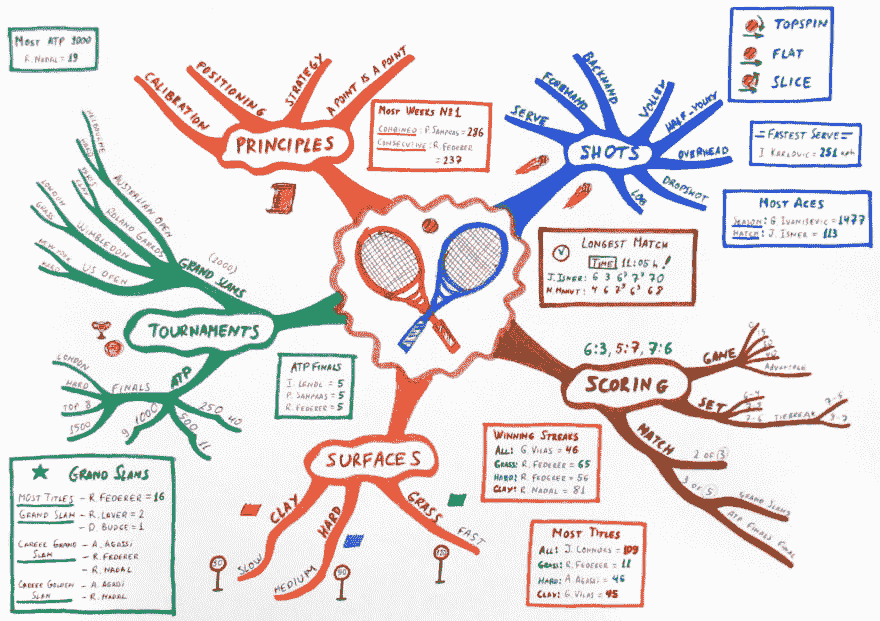 MOST ATP 1000
R. NADAL = 19
CALIBRATION
POSITIONING
STRATEGY
A POINT IS A POINT
PRINCIPLES
MOST WEEKS Nº1
COMBINED: P. SAMPRAS = 286
CONSECUTIVE: R. FEDERER
= 237
SERVE
FOREHAND
BACKHAND
VOLLEY
HALF-VOLLEY
OVERHEAD
DROPSHOT
LOB
SHOTS
TOPSPIN
FLAT
SLICE
FASTEST SERVE
I. KARLOVIC = 251 kph
MOST ACES
SEASON: G. IVANISEVIC = 1477
MATCH: J. ISNER = 113
LONGEST MATCH
TIME 11:05 h!
J. ISNER: 6 3 6⁷ 7⁷ 70
N. MAHUT: 4 6 7⁹ 6³ 68
MELBOURNE
HARD
AUSTRALIAN OPEN
PARIS
CLAY
ROLAND GARROS
LONDON
GRASS
WIMBLEDON
NEW YORK
HARD
US OPEN
GRAND SLAMS
(2000)
TOURNAMENTS
ATP
FINALS
LONDON
HARD
TOP 8
1500
9 1000
500 11
250 40
ATP FINALS
I. LENDL = 5
P. SAMPRAS = 5
R. FEDERER = 5
6:3, 5:7, 7:6
SCORING
GAME
ADVANTAGE
SET
6-4
7-5
7-6
TIEBREAK
7-5
9-7
MATCH
2 OF 3
3 OF 5
GRAND SLAMS
ATP FINALS FINAL
SURFACES
CLAY
SLOW
HARD
MEDIUM
GRASS
FAST
WINNING STREAKS
ALL: G. VILAS = 46
GRASS: R. FEDERER = 65
HARD: R. FEDERER = 56
CLAY: R. NADAL = 81
MOST TITLES
ALL: J. CONNORS = 109
GRASS: R. FEDERER = 11
HARD: A. AGASSI = 46
CLAY: G. VILAS = 45
GRAND SLAMS
MOST TITLES - R. FEDERER = 16
GRAND SLAM - R. LAVER = 2
- D. BUDGE = 1
CAREER GRAND SLAM - A. AGASSI
- R. FEDERER
- R. NADAL
CAREER GOLDEN SLAM - A. AGASI
- R. NADAL